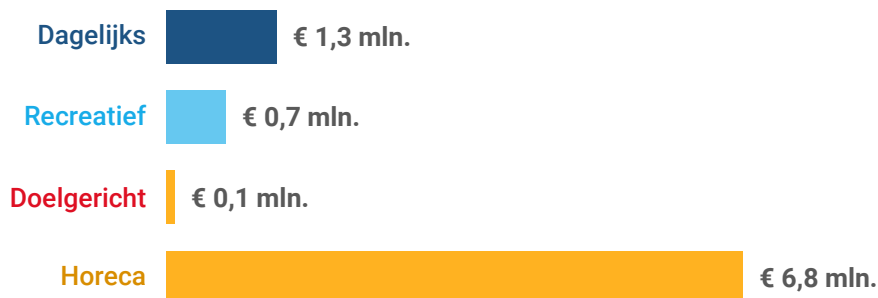 Dagelijks € 1,3 mln.
Recreatief € 0,7 mln.
Doelgericht € 0,1 mln.
Horeca € 6,8 mln.